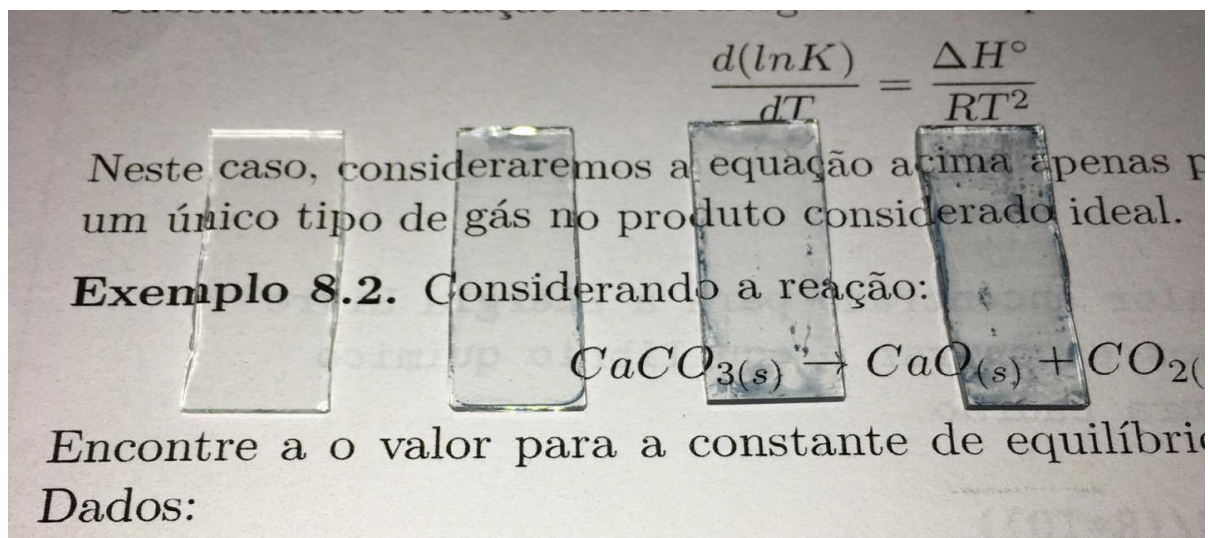 d(lnK)/dT = ΔH°/RT²
Neste caso, consideraremos a equação acima apenas
um único tipo de gás no produto considerado ideal.
Exemplo 8.2. Considerando a reação:
CaCO₃(s) → CaO(s) + CO₂(
Encontre a o valor para a constante de equilíbri
Dados: